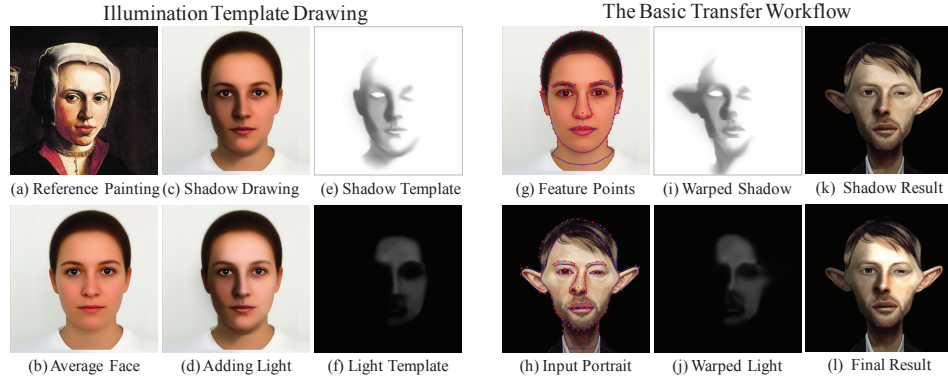 Illumination Template Drawing
The Basic Transfer Workflow
(a) Reference Painting
(c) Shadow Drawing
(e) Shadow Template
(g) Feature Points
(i) Warped Shadow
(k) Shadow Result
(b) Average Face
(d) Adding Light
(f) Light Template
(h) Input Portrait
(j) Warped Light
(l) Final Result